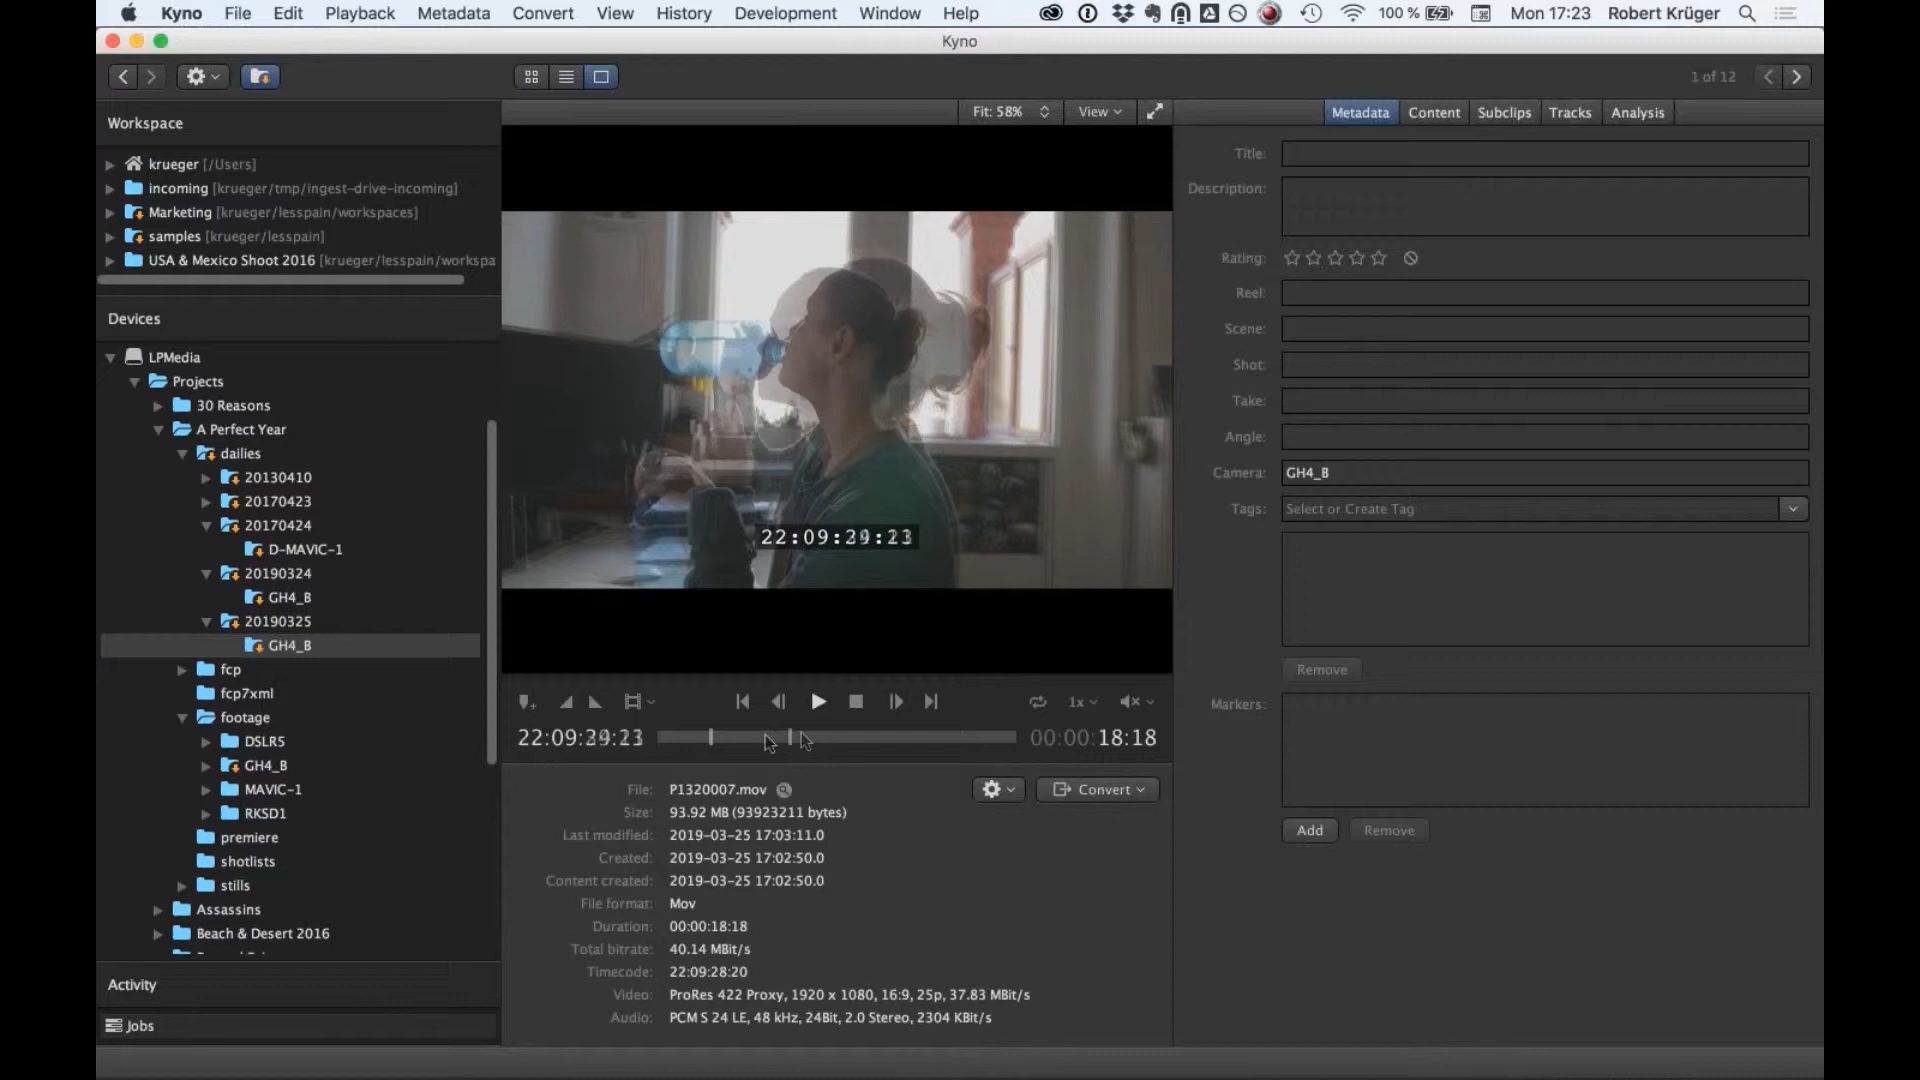 Kyno File Edit Playback Metadata Convert View History Development Window Help 100 % Mon 17:23 Robert Krüger
Kyno
1 of 12
Workspace
krueger [/Users]
incoming [krueger/tmp/ingest-drive-incoming]
Marketing [krueger/lesspain/workspaces]
samples [krueger/lesspain]
USA & Mexico Shoot 2016 [krueger/lesspain/workspa
Devices
LPMedia
Projects
30 Reasons
A Perfect Year
dailies
20130410
20170423
20170424
D-MAVIC-1
20190324
GH4_B
20190325
GH4_B
fcp
fcp7xml
footage
DSLR5
GH4_B
MAVIC-1
RKSD1
premiere
shotlists
stills
Assassins
Beach & Desert 2016
Activity
Jobs
Fit: 58% View
1x
00:00:18:18
File: P1320007.mov
Convert
Size: 93.92 MB (93923211 bytes)
Last modified: 2019-03-25 17:03:11.0
Created: 2019-03-25 17:02:50.0
Content created: 2019-03-25 17:02:50.0
File format: Mov
Duration: 00:00:18:18
Total bitrate: 40.14 MBit/s
Timecode: 22:09:28:20
Video: ProRes 422 Proxy, 1920 x 1080, 16:9, 25p, 37.83 MBit/s
Audio: PCM S 24 LE, 48 kHz, 24Bit, 2.0 Stereo, 2304 KBit/s
Metadata Content Subclips Tracks Analysis
Title:
Description:
Rating:
Reel:
Scene:
Shot:
Take:
Angle:
Camera: GH4_B
Tags: Select or Create Tag
Remove
Markers:
Add Remove